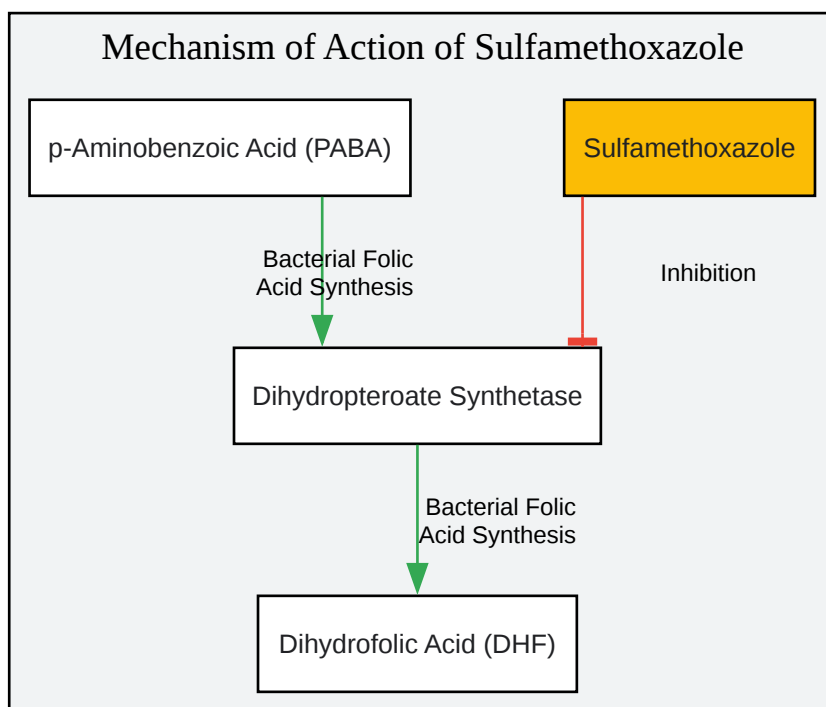 Mechanism of Action of Sulfamethoxazole
p-Aminobenzoic Acid (PABA)
Sulfamethoxazole
Bacterial Folic
Acid Synthesis
Inhibition
Dihydropteroate Synthetase
Bacterial Folic
Acid Synthesis
Dihydrofolic Acid (DHF)